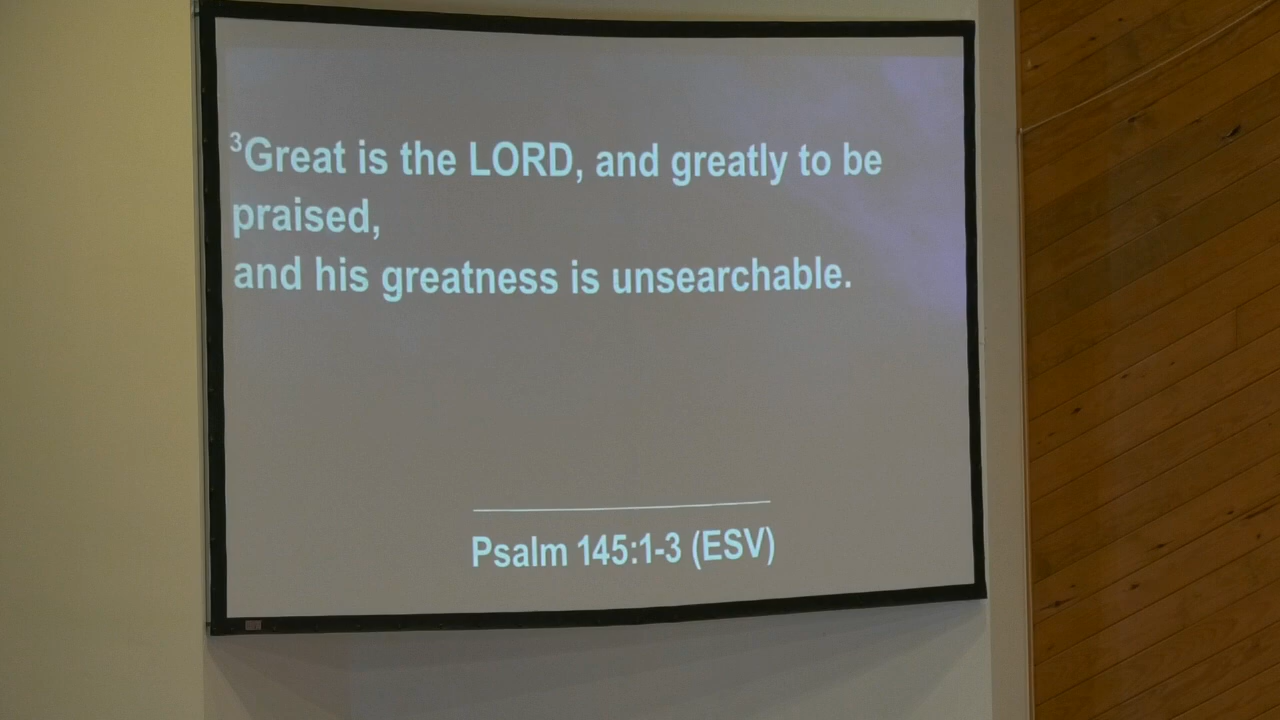 ³Great is the LORD, and greatly to be
praised,
and his greatness is unsearchable.
Psalm 145:1-3 (ESV)